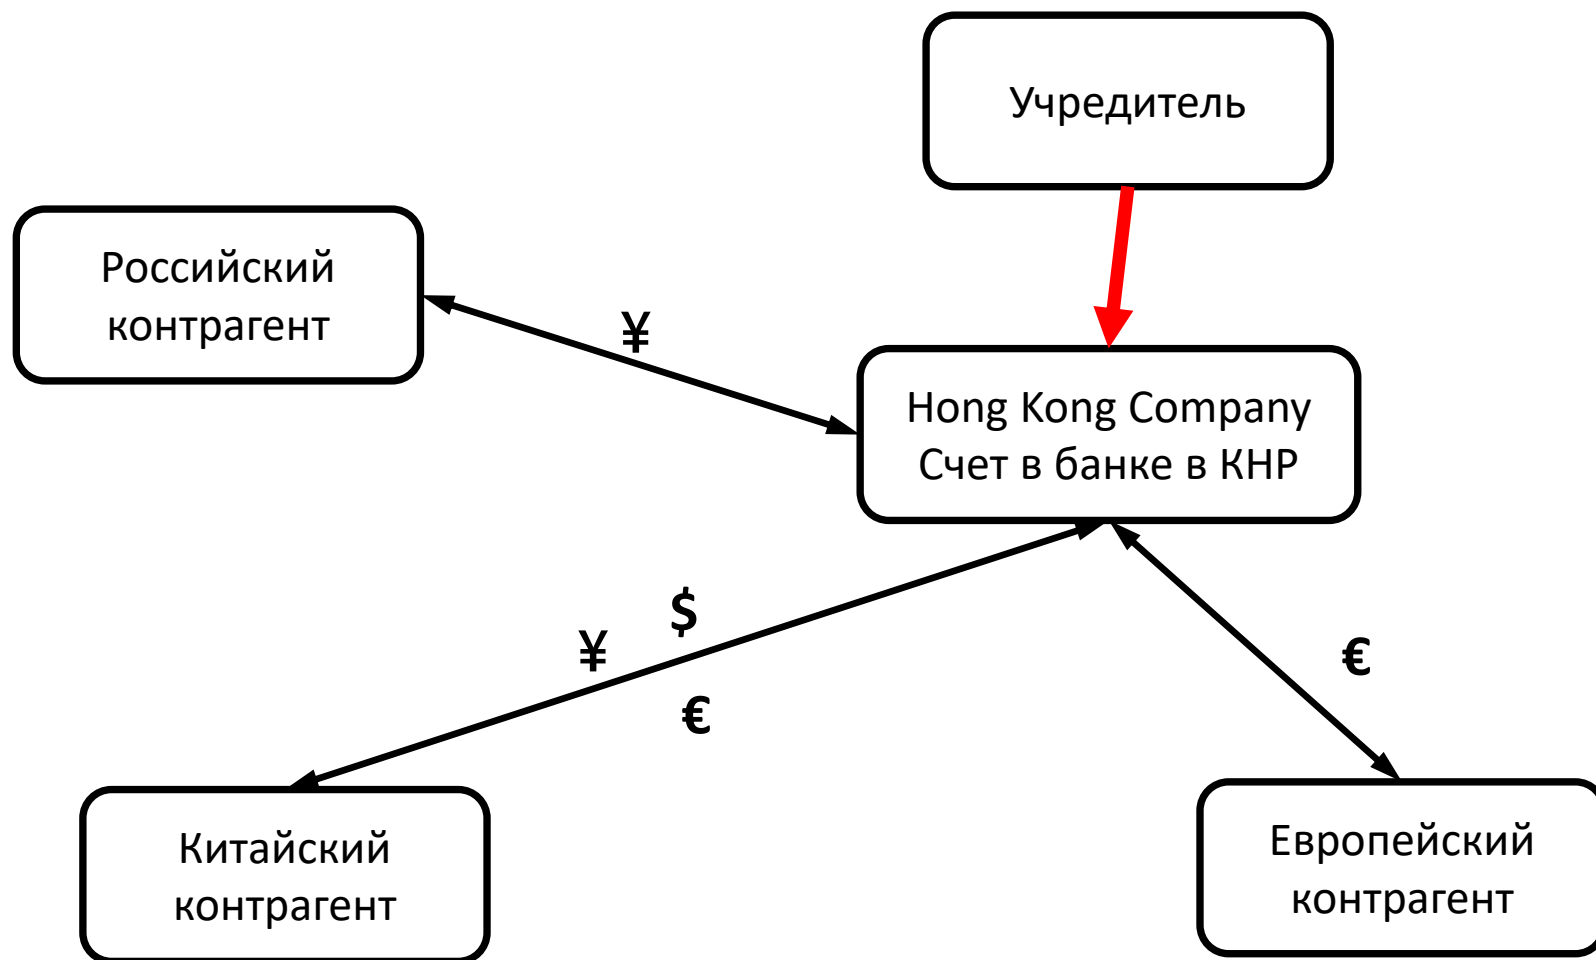 Учредитель
Российский
контрагент
¥
Hong Kong Company
Счет в банке в КНР
$
¥
€
€
Китайский
контрагент
Европейский
контрагент